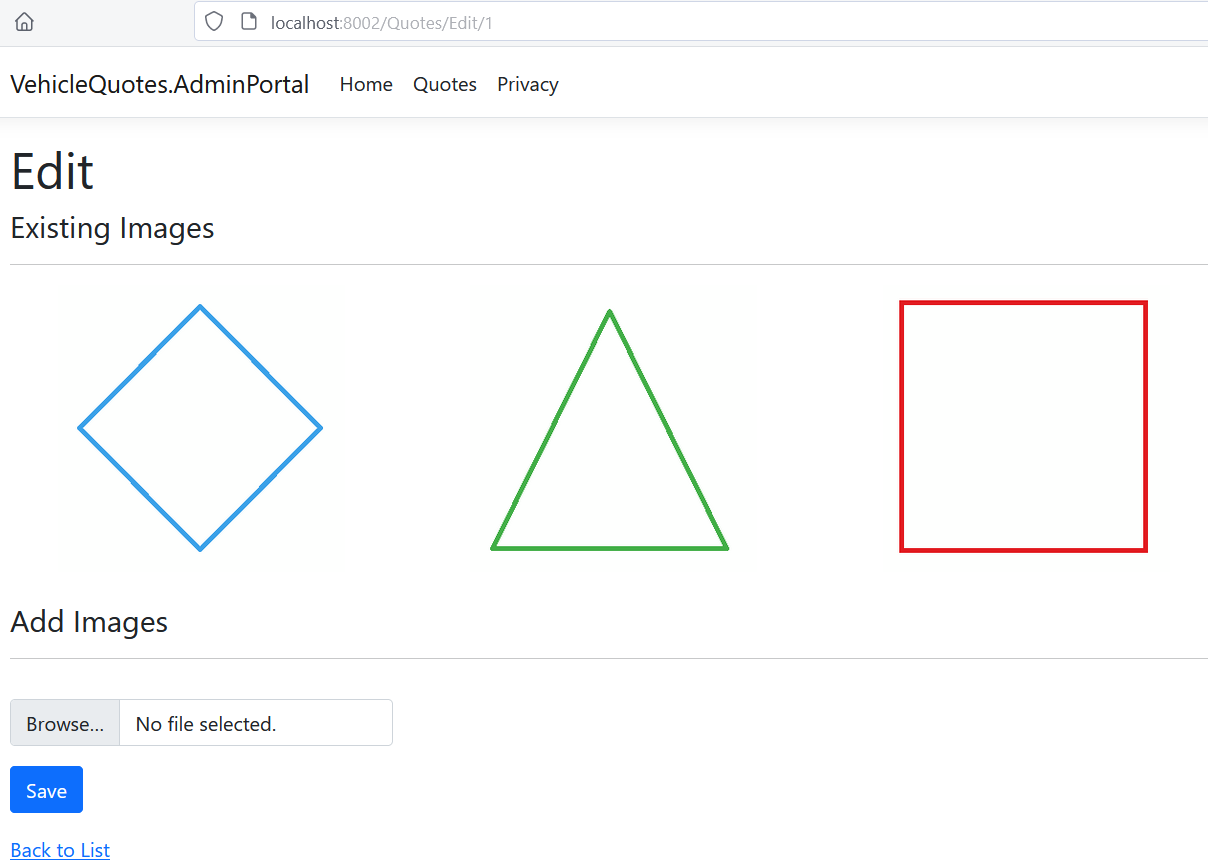 localhost:8002/Quotes/Edit/1
VehicleQuotes.AdminPortal Home Quotes Privacy
Edit
Existing Images
Add Images
Browse... No file selected.
Save
Back to List